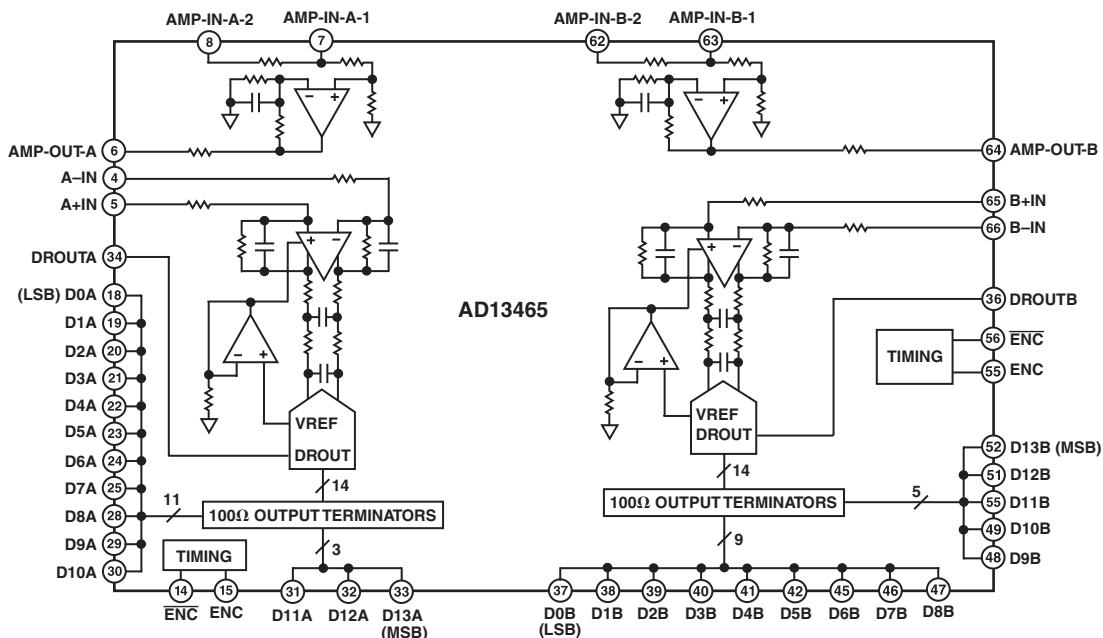 AMP-IN-A-2
AMP-IN-A-1
AMP-IN-B-2
AMP-IN-B-1
8
7
62
63
− +
− +
AMP-OUT-A 6
64 AMP-OUT-B
A–IN 4
A+IN 5
65 B+IN
66 B–IN
+ −
+ −
DROUTA 34
36 DROUTB
(LSB) D0A 18
D1A 19
D2A 20
D3A 21
D4A 22
D5A 23
D6A 24
D7A 25
D8A 28
D9A 29
D10A 30
AD13465
TIMING
56 ENC
55 ENC
− +
− +
VREF
DROUT
VREF
DROUT
14
14
11
100Ω OUTPUT TERMINATORS
100Ω OUTPUT TERMINATORS
5
52 D13B (MSB)
51 D12B
55 D11B
49 D10B
48 D9B
3
9
TIMING
14
15
31
32
33
37
38
39
40
41
42
45
46
47
ENC
ENC
D11A
D12A
D13A
(MSB)
D0B
(LSB)
D1B
D2B
D3B
D4B
D5B
D6B
D7B
D8B